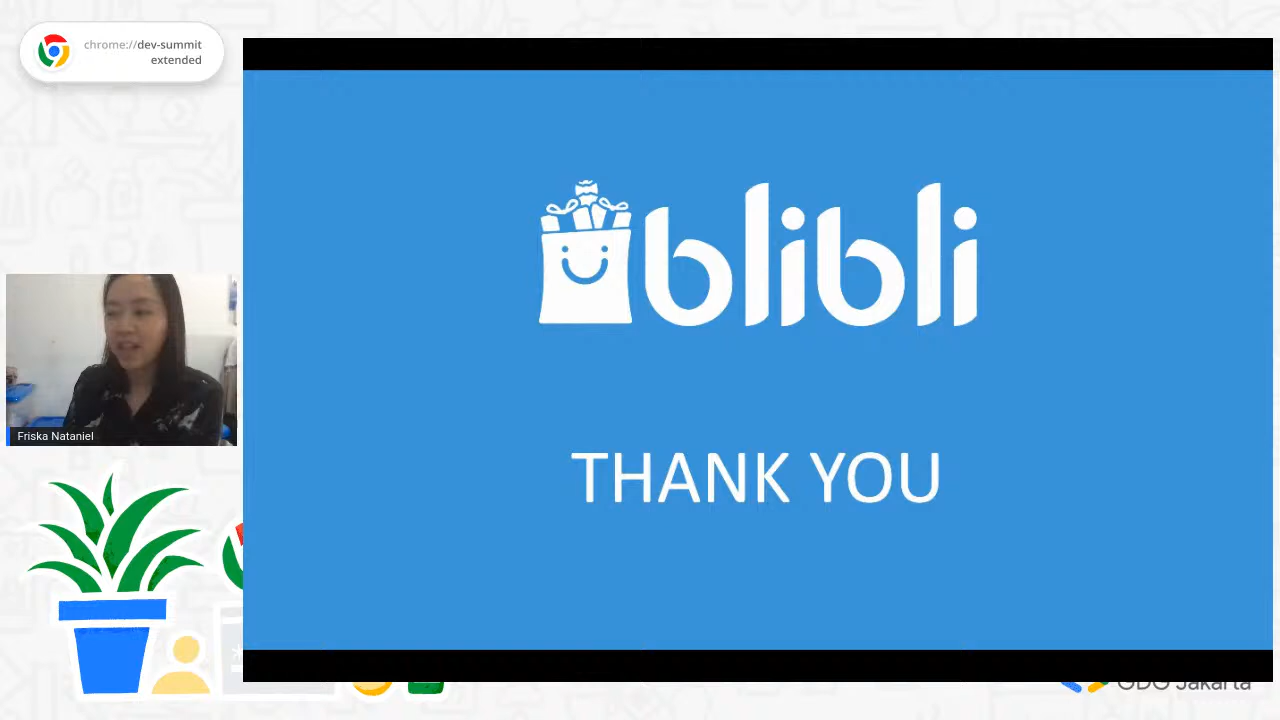 chrome://dev-summit
extended
blibli
THANK YOU
Friska Nataniel
GDG Jakarta